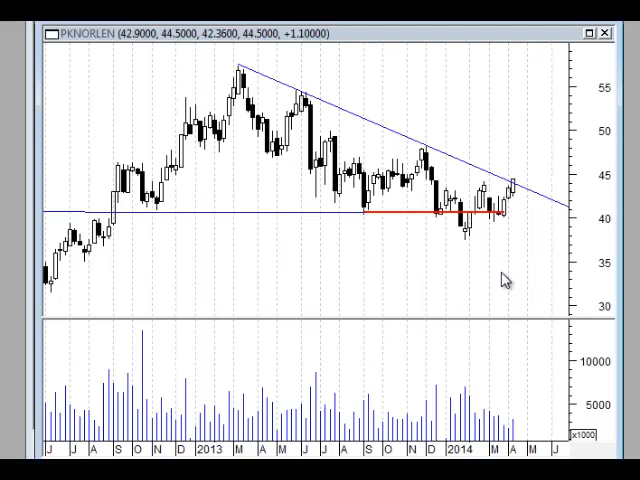 PKNORLEN (42.9000, 44.5000, 42.3600, 44.5000, +1.10000)
55
50
45
40
35
30
10000
5000
x1000
J J A S O N D 2013 M A M J J A S O N D 2014 M A M J